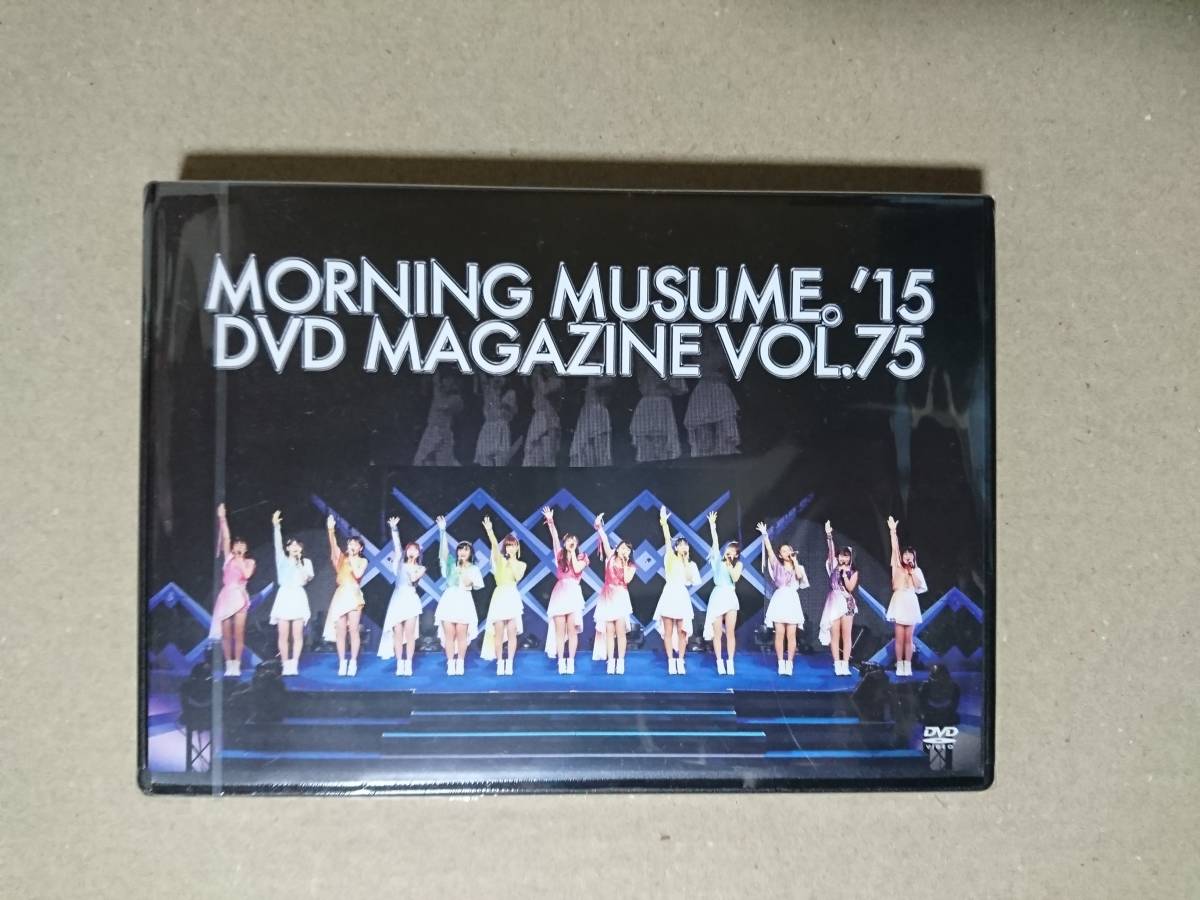 MORNING MUSUME。'15
DVD MAGAZINE VOL.75
DVD
VIDEO